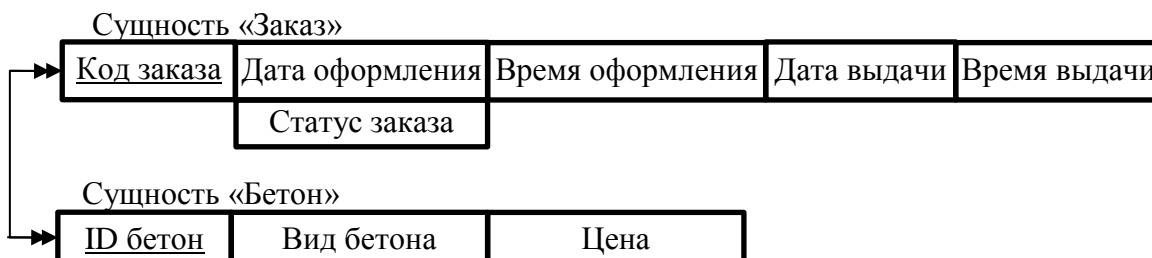 Сущность «Заказ»
Код заказа Дата оформления Время оформления Дата выдачи Время выдачи
Статус заказа
Сущность «Бетон»
ID бетон Вид бетона Цена